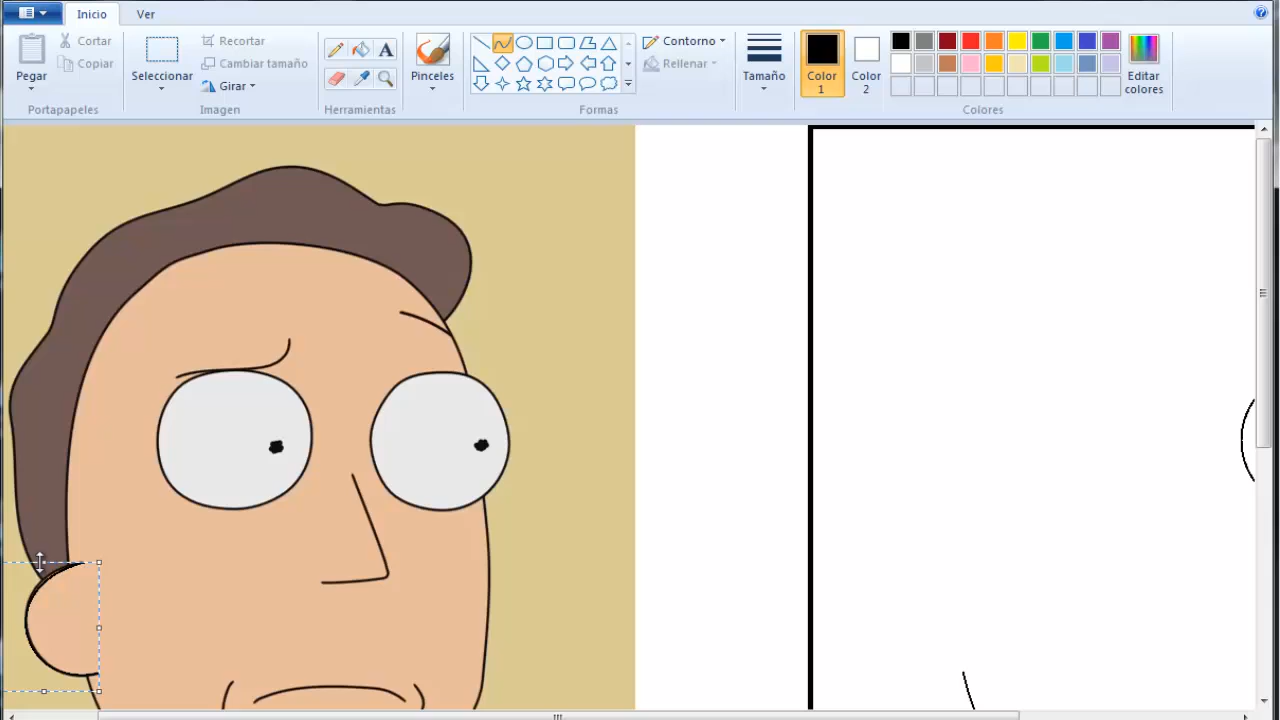 Inicio Ver
Pegar
Cortar
Copiar
Portapapeles
Seleccionar
Recortar
Cambiar tamaño
Girar
Imagen
A
Herramientas
Pinceles
Contorno
Rellenar
Formas
Tamaño
Color 1
Color 2
Editar colores
Colores